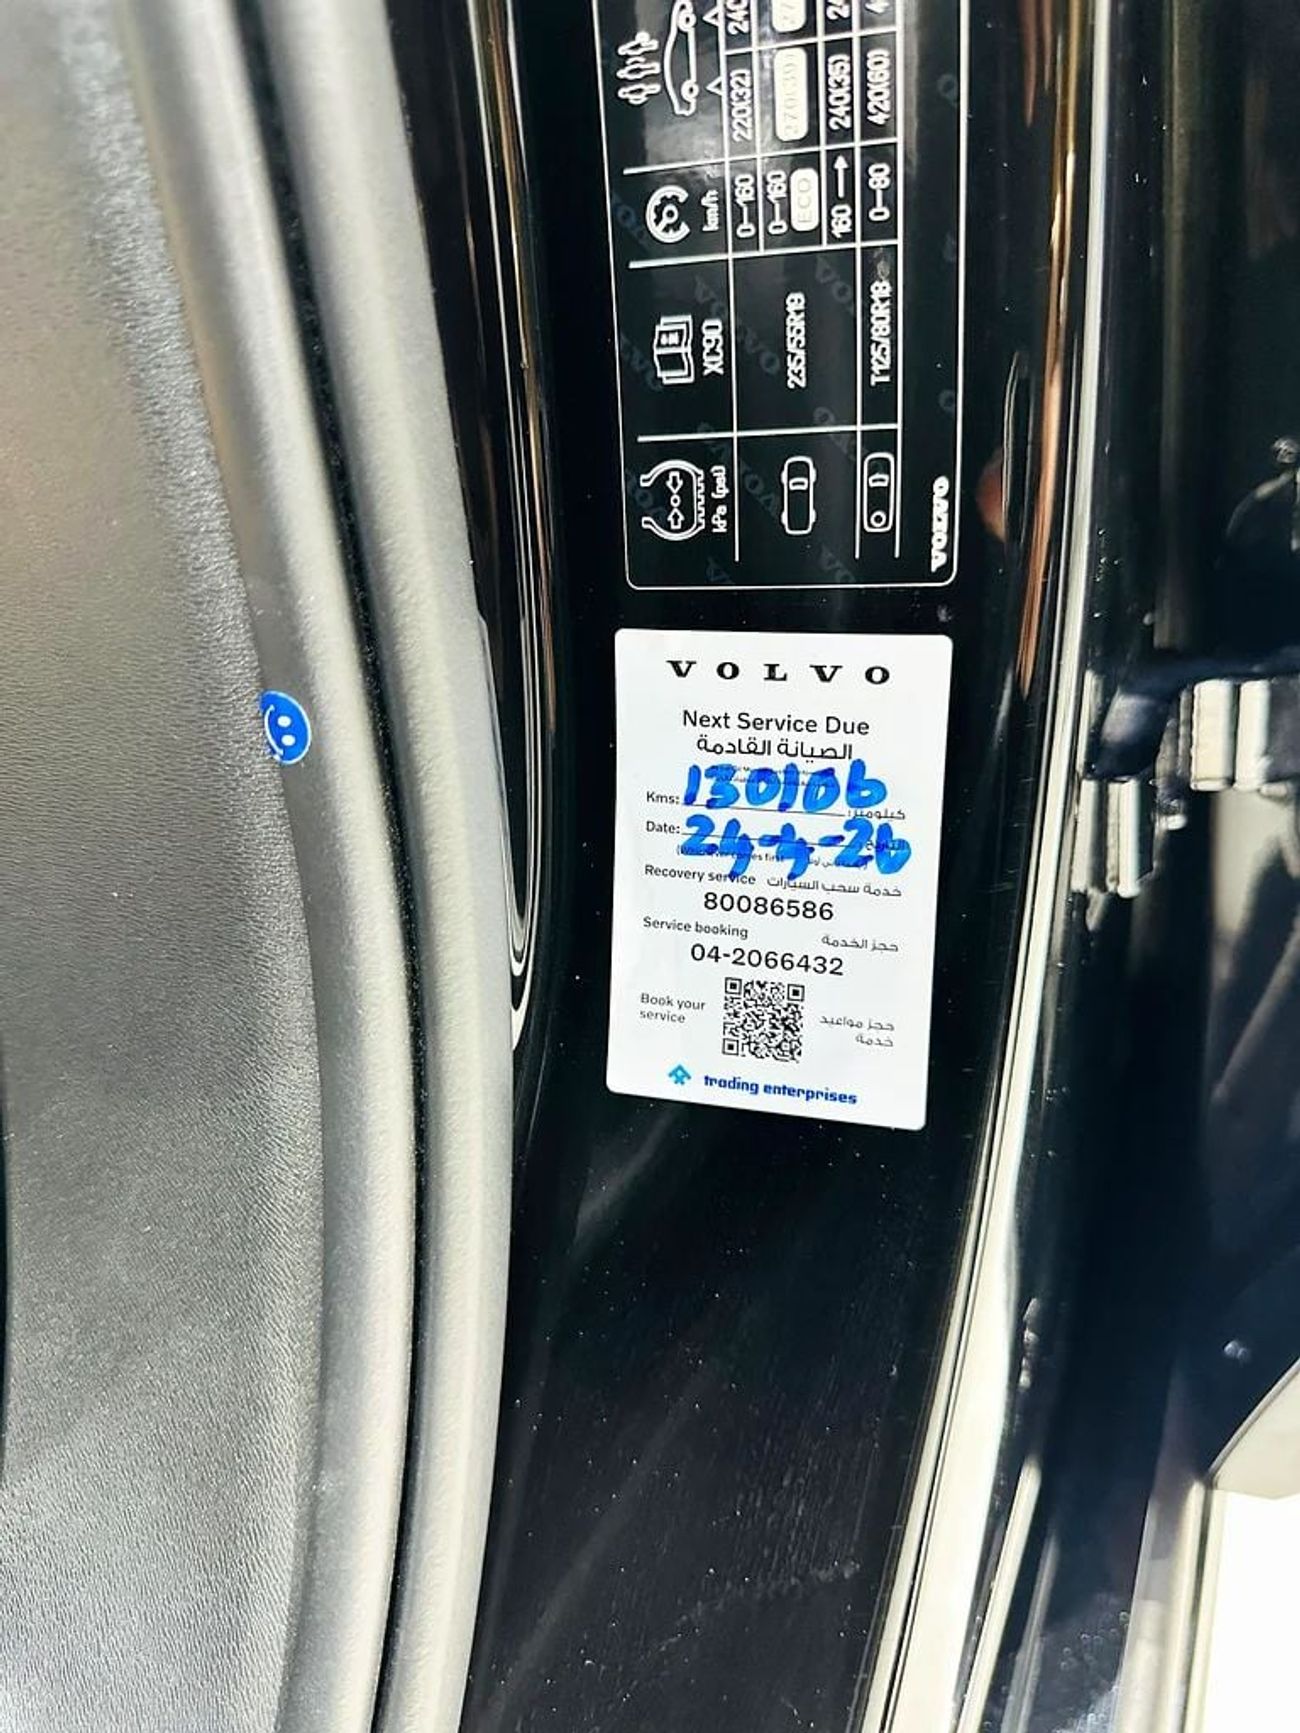 220(32)
240(35)
420(60)
km/h
0–160
0–160
ECO
160
0–80
XC90
235/55R19
T125/80R18
kPa (psi)
VOLVO
VOLVO
Next Service Due
الصيانة القادمة
Kms: 130106 كيلومتر:
Date: 24-4-26
Recovery service خدمة سحب السيارات
80086586
Service booking حجز الخدمة
04-2066432
Book your service حجز مواعيد خدمة
trading enterprises